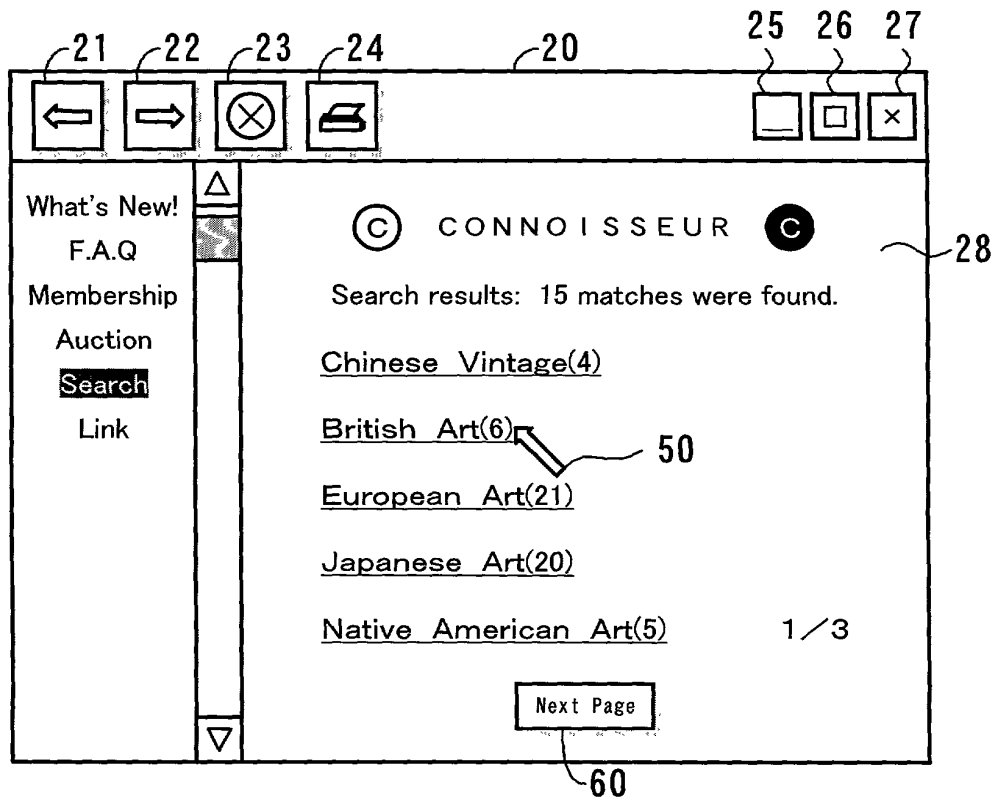 21 22 23 24 20 25 26 27
What's New!
F.A.Q
Membership
Auction
Search
Link
C CONNOISSEUR C
28
Search results: 15 matches were found.
Chinese Vintage(4)
British Art(6)
50
European Art(21)
Japanese Art(20)
Native American Art(5) 1/3
Next Page
60